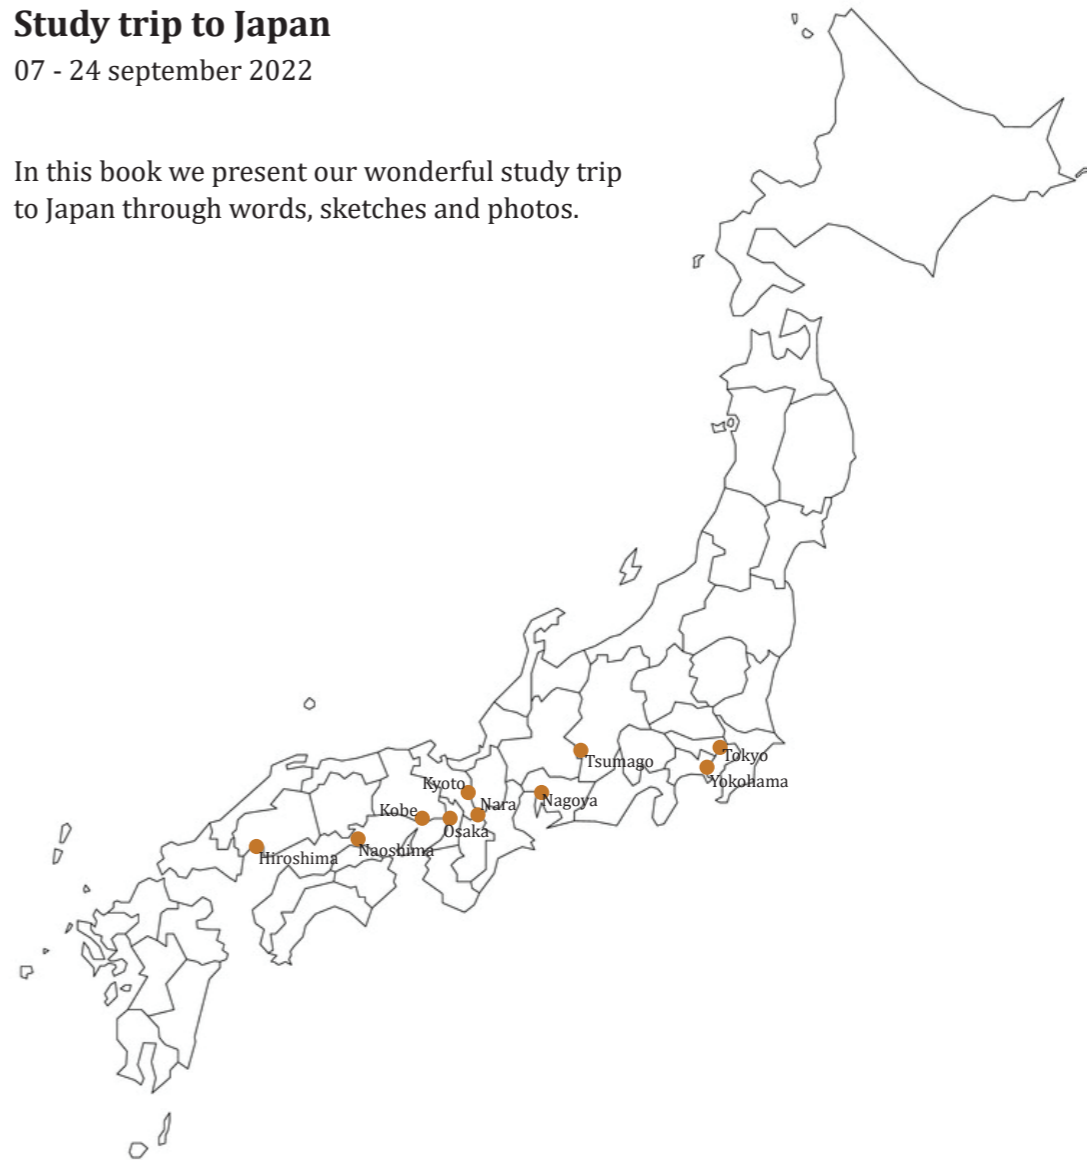 Study trip to Japan
07 - 24 september 2022
In this book we present our wonderful study trip
to Japan through words, sketches and photos.
Tsumago
Tokyo
Yokohama
Kyoto
Nara
Nagoya
Kobe
Osaka
Naoshima
Hiroshima